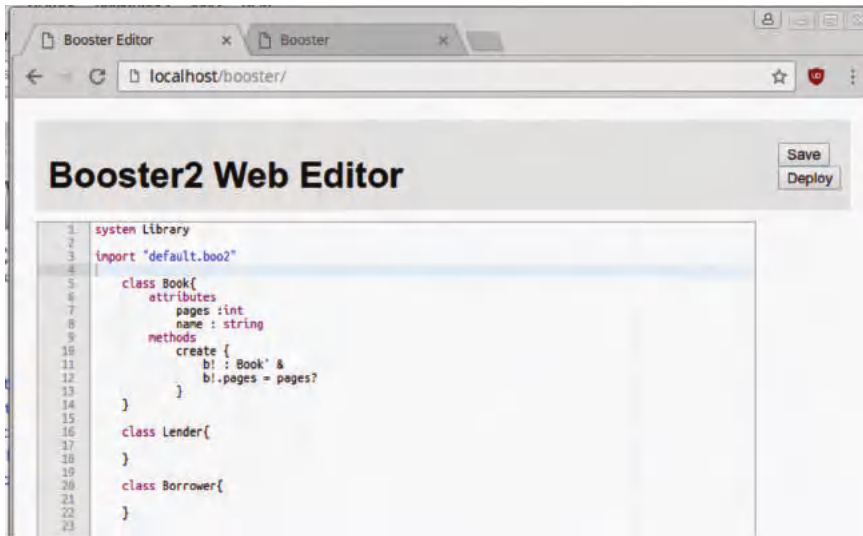 Booster Editor × Booster ×
localhost/booster/
Booster2 Web Editor
Save
Deploy
1 system Library
2
3 import "default.boo2"
4
5 class Book{
6 attributes
7 pages :int
8 name : string
9 methods
10 create {
11 b! : Book' &
12 b!.pages = pages?
13 }
14 }
15
16 class Lender{
17
18 }
19
20 class Borrower{
21
22 }
23